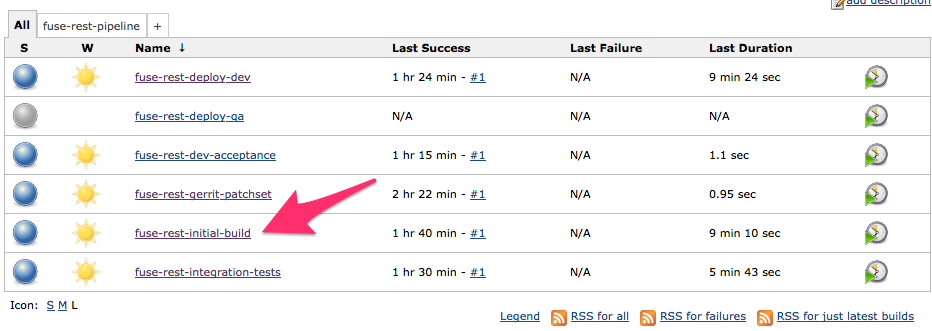 add description
All fuse-rest-pipeline +
S W Name ↓ Last Success Last Failure Last Duration
fuse-rest-deploy-dev 1 hr 24 min - #1 N/A 9 min 24 sec
fuse-rest-deploy-qa N/A N/A N/A
fuse-rest-dev-acceptance 1 hr 15 min - #1 N/A 1.1 sec
fuse-rest-gerrit-patchset 2 hr 22 min - #1 N/A 0.95 sec
fuse-rest-initial-build 1 hr 40 min - #1 N/A 9 min 10 sec
fuse-rest-integration-tests 1 hr 30 min - #1 N/A 5 min 43 sec
Icon: S M L
Legend RSS for all RSS for failures RSS for just latest builds